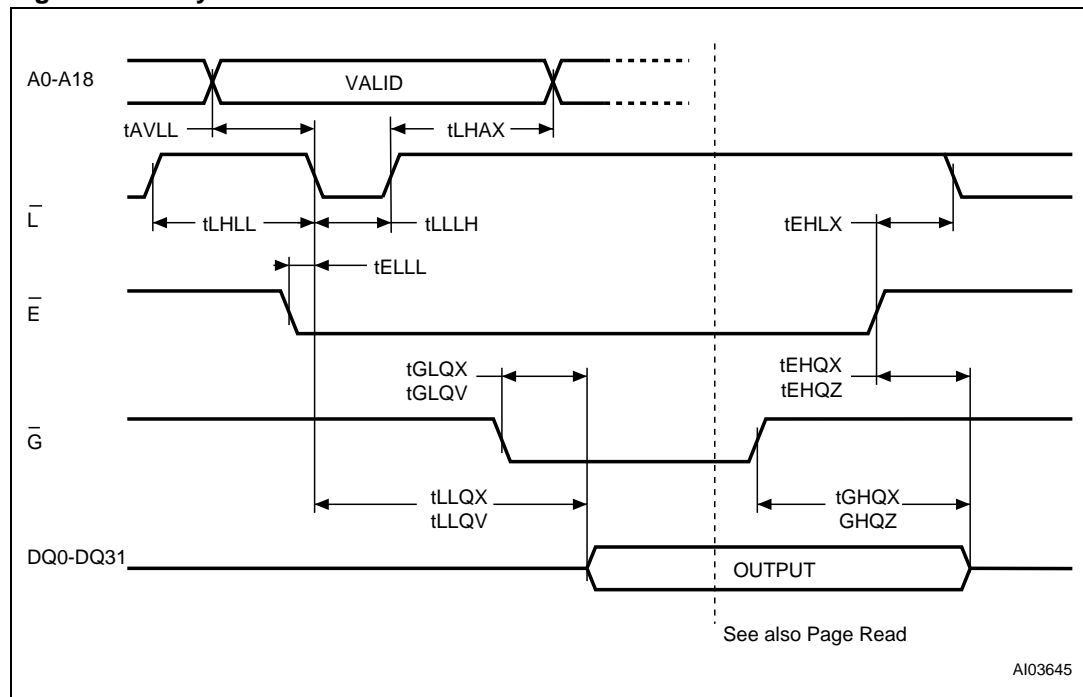 A0-A18
VALID
tAVLL
tLHAX
L
tLHLL
tLLLH
tEHLX
tELLL
E
tGLQX
tGLQV
tEHQX
tEHQZ
G
tLLQX
tLLQV
tGHQX
GHQZ
DQ0-DQ31
OUTPUT
See also Page Read
AI03645